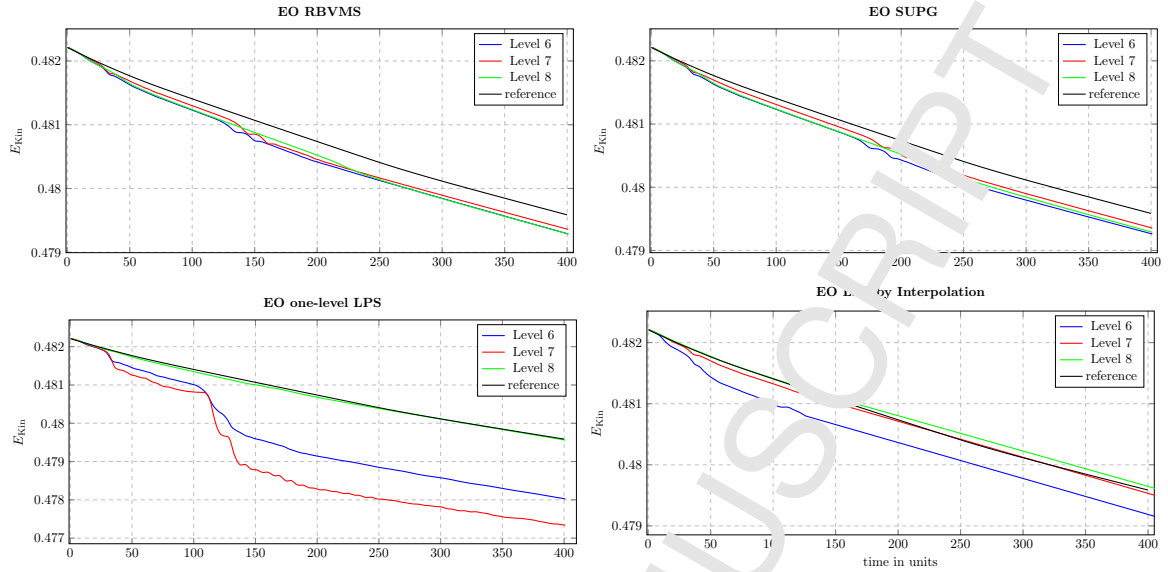 EO RBVMS
Level 6
Level 7
Level 8
reference
0.482
0.481
0.48
0.479
E_Kin
0 50 100 150 200 250 300 350 400
EO SUPG
Level 6
Level 7
Level 8
reference
0.482
0.481
0.48
0.479
E_Kin
0 50 100 150 200 250 300 350 400
EO one-level LPS
Level 6
Level 7
Level 8
reference
0.482
0.481
0.48
0.479
0.478
0.477
E_Kin
0 50 100 150 200 250 300 350 400
EO by Interpolation
Level 6
Level 7
Level 8
reference
0.482
0.481
0.48
0.479
E_Kin
0 50 100 200 250 300 350 400
time in units
USCRIPT